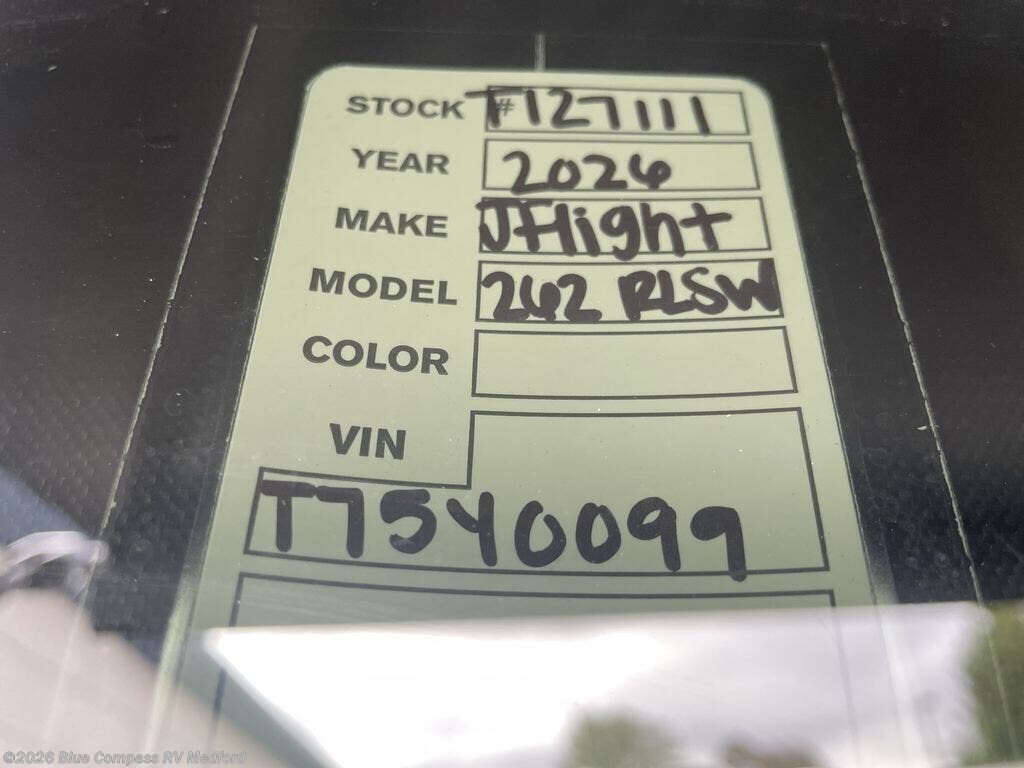 STOCK # F127111
YEAR 2026
MAKE JFlight
MODEL 262 RLSW
COLOR
VIN
T7540099
©2026 Blue Compass RV Medford